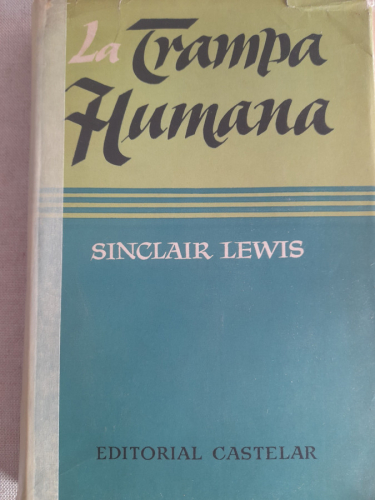 La Trampa
Humana
SINCLAIR LEWIS
EDITORIAL CASTELAR